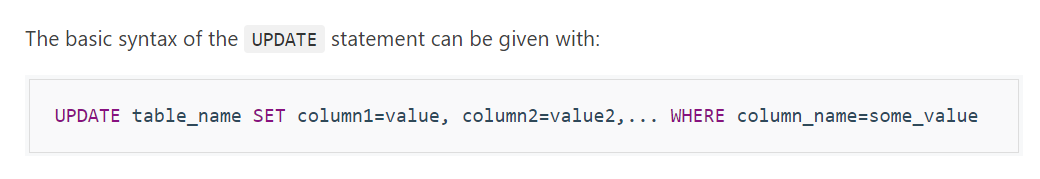 The basic syntax of the UPDATE statement can be given with:
UPDATE table_name SET column1=value, column2=value2,... WHERE column_name=some_value